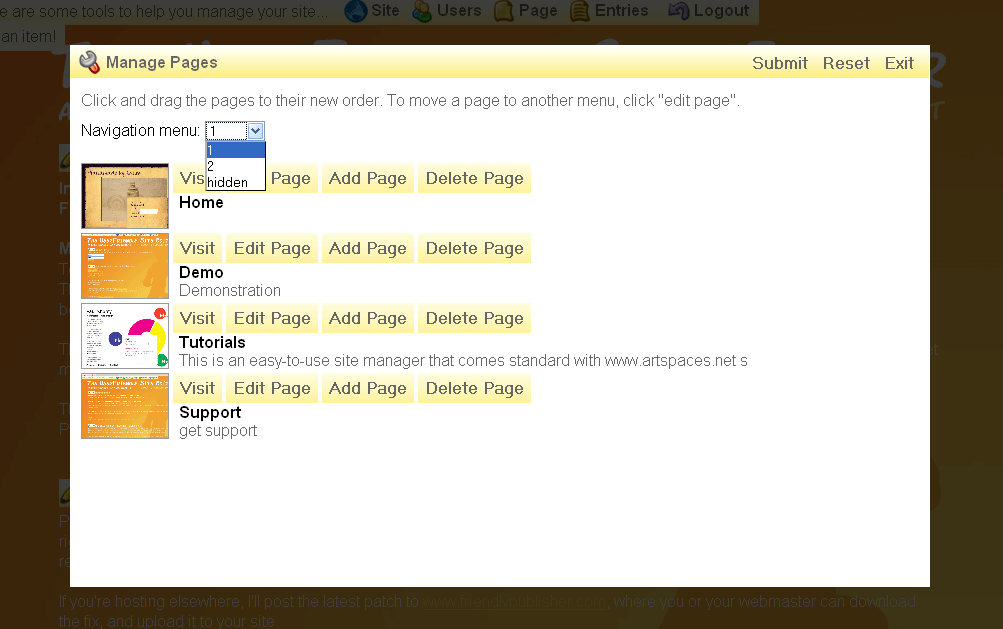 e are some tools to help you manage your site... Site Users Page Entries Logout
an item!
Manage Pages Submit Reset Exit
Click and drag the pages to their new order. To move a page to another menu, click "edit page".
Navigation menu: 1
1
2
hidden
Vis Page Add Page Delete Page
Home
Visit Edit Page Add Page Delete Page
Demo
Demonstration
Visit Edit Page Add Page Delete Page
Tutorials
This is an easy-to-use site manager that comes standard with www.artspaces.net s
Visit Edit Page Add Page Delete Page
Support
get support
If you're hosting elsewhere, I'll post the latest patch to www.friendlypublisher.com, where you or your webmaster can download
the fix, and upload it to your site